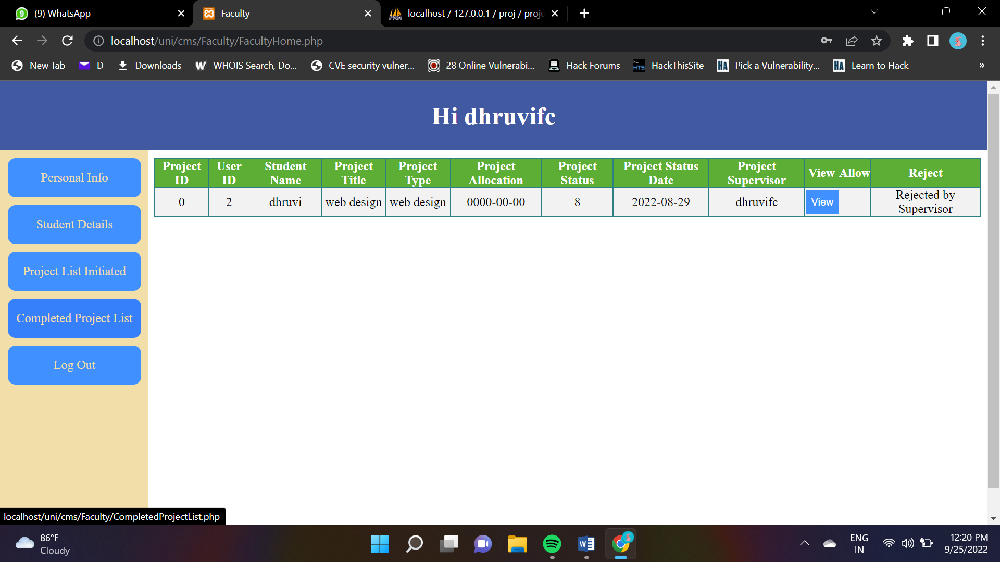 (9) WhatsApp
Faculty
localhost / 127.0.0.1 / proj / proj
localhost/uni/cms/Faculty/FacultyHome.php
New Tab D Downloads WHOIS Search, Do... CVE security vulner... 28 Online Vulnerabi... Hack Forums HackThisSite Pick a Vulnerability... Learn to Hack »
Hi dhruvifc
Personal Info
Student Details
Project List Initiated
Completed Project List
Log Out
Project ID User ID Student Name Project Title Project Type Project Allocation Project Status Project Status Date Project Supervisor View Allow Reject
0 2 dhruvi web design web design 0000-00-00 8 2022-08-29 dhruvifc View Rejected by Supervisor
localhost/uni/cms/Faculty/CompletedProjectList.php
86°F
Cloudy
ENG
IN
12:20 PM
9/25/2022